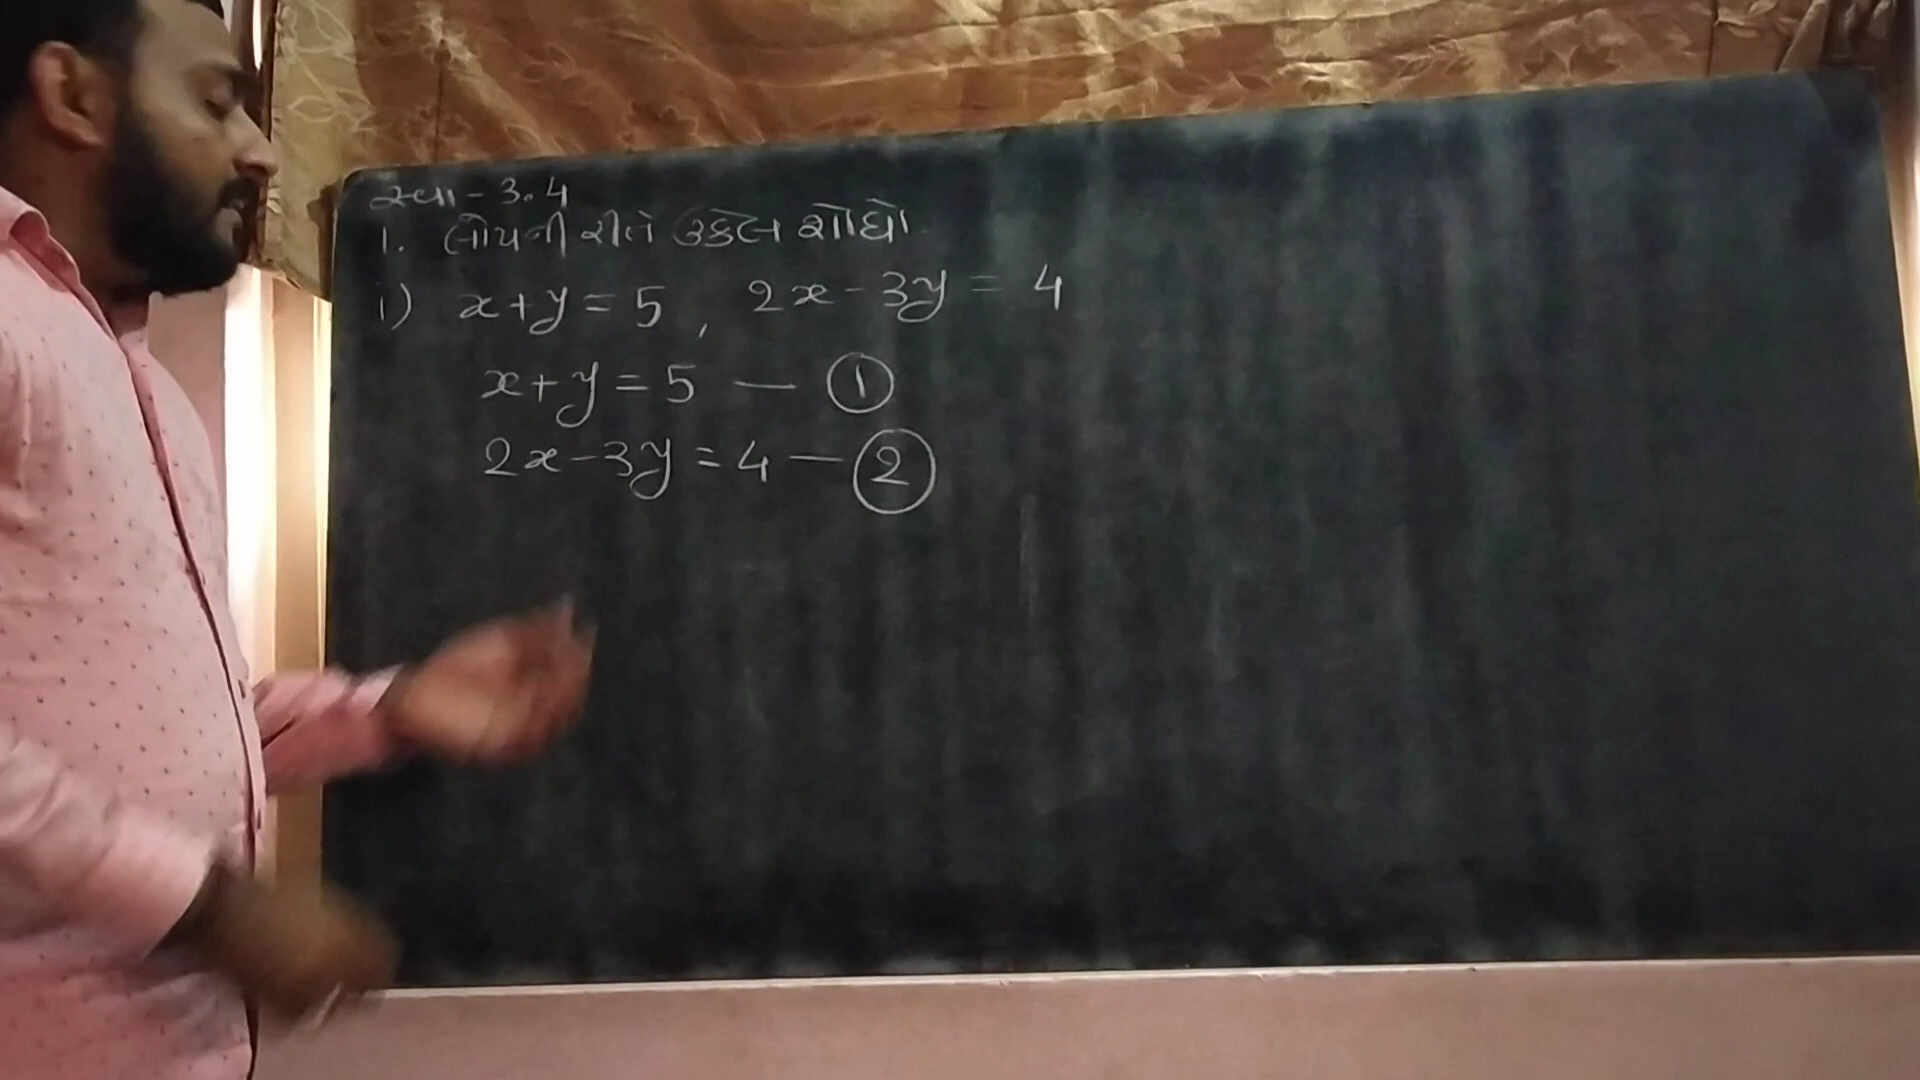 સ્વા - 3.4
1. લોપની રીતે ઉકેલ શોધો.
i) x + y = 5 , 2x - 3y = 4
x + y = 5 — ①
2x - 3y = 4 — ②